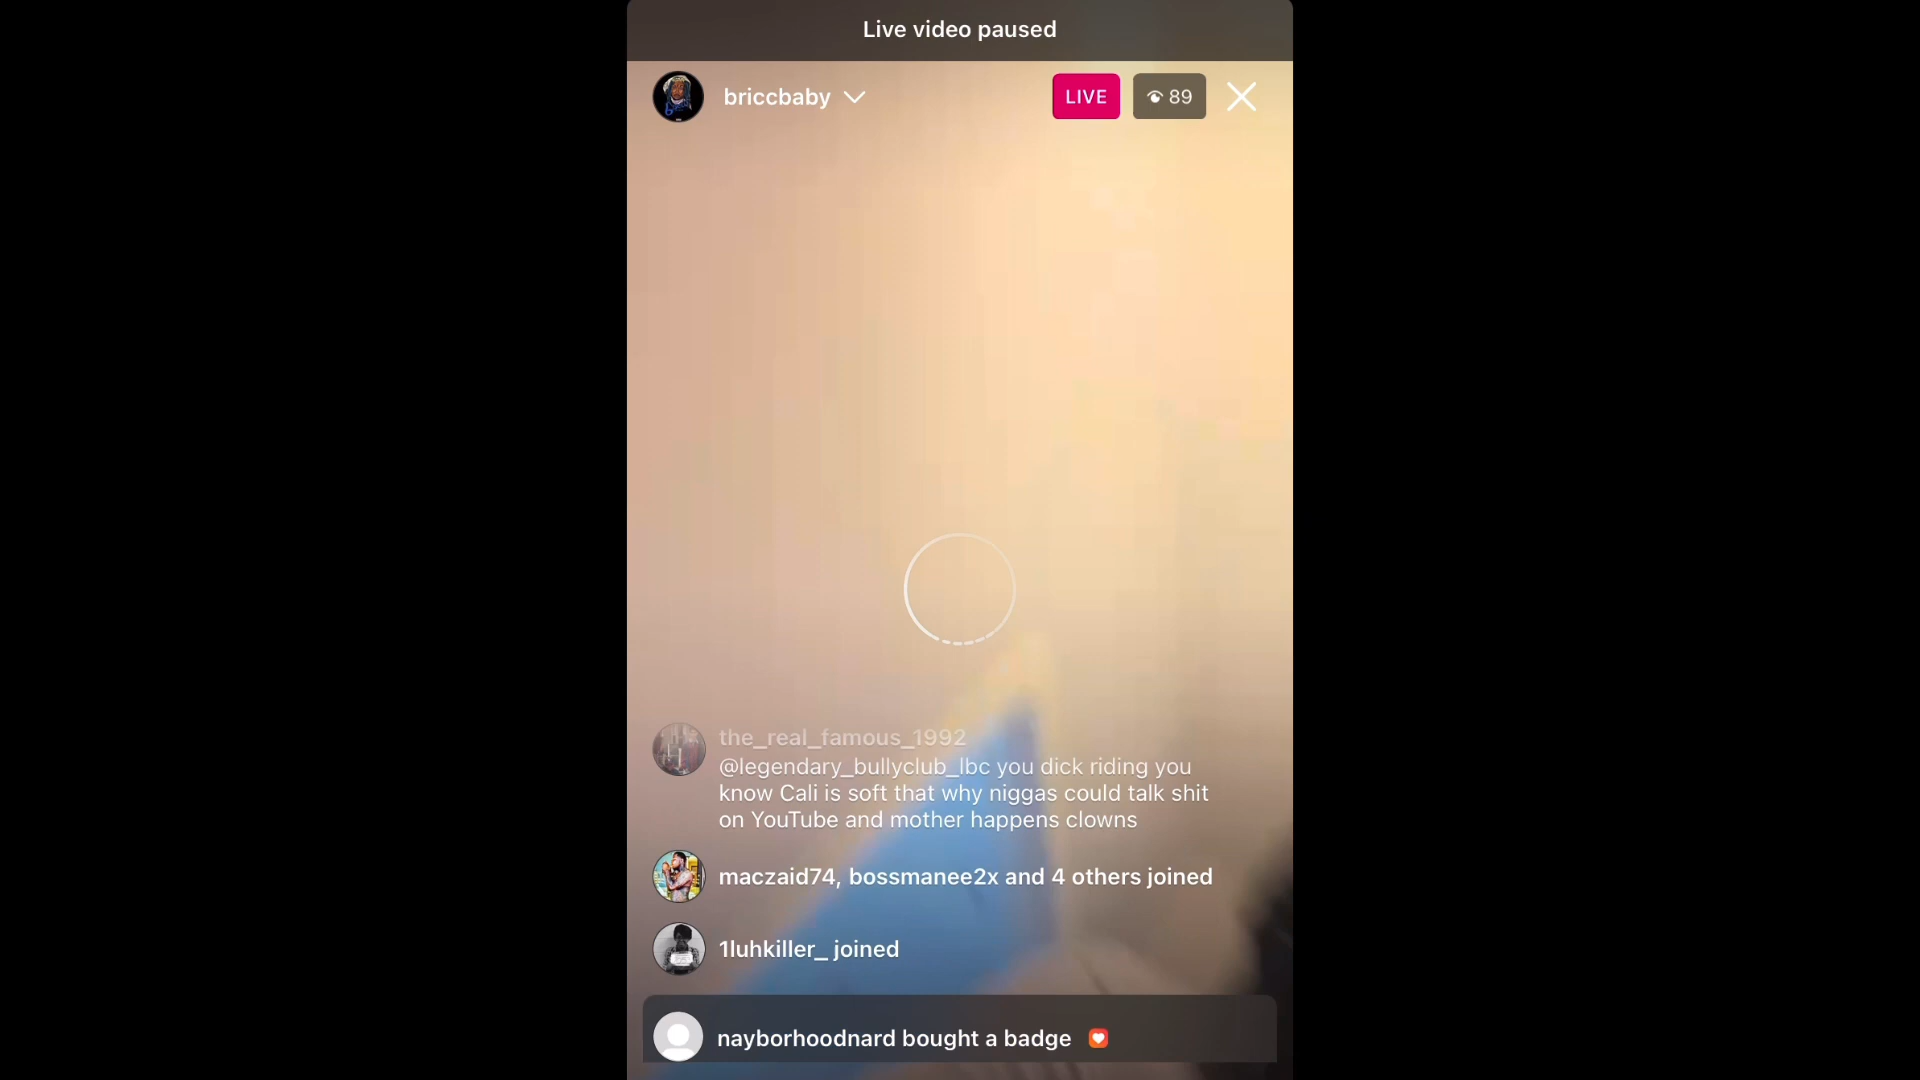 Live video paused
briccbaby
LIVE
89
the_real_famous_1992
@legendary_bullyclub_lbc you dick riding you
know Cali is soft that why niggas could talk shit
on YouTube and mother happens clowns
maczaid74, bossmanee2x and 4 others joined
1luhkiller_ joined
nayborhoodnard bought a badge